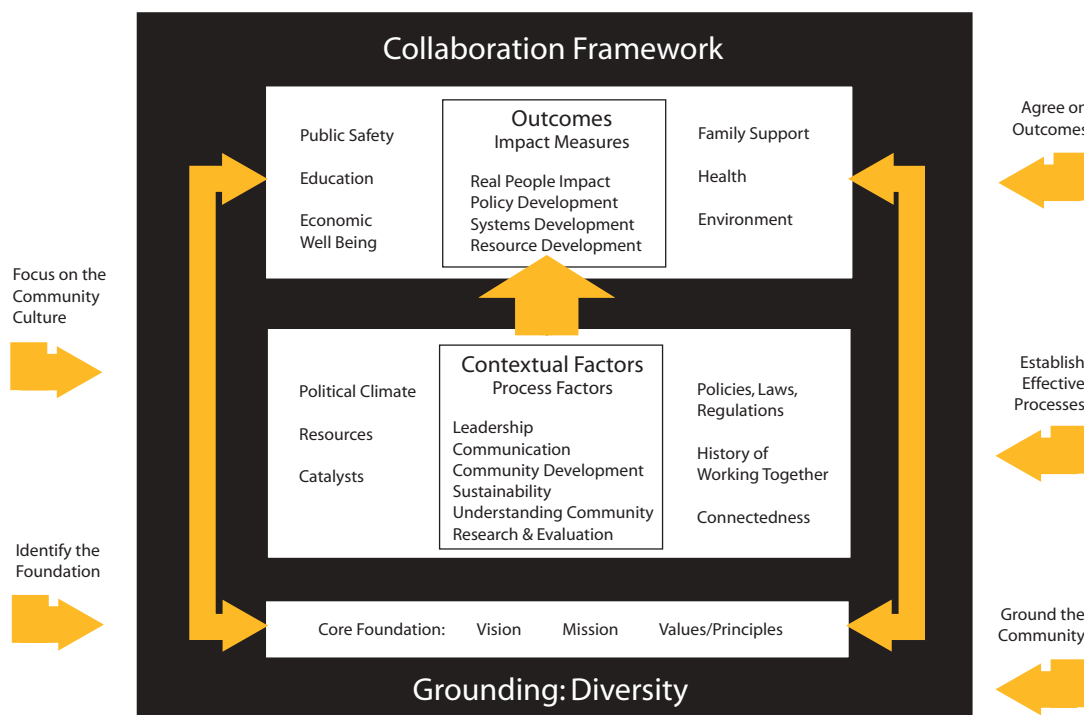 Collaboration Framework
Public Safety
Education
Economic
Well Being
Outcomes
Impact Measures
Real People Impact
Policy Development
Systems Development
Resource Development
Family Support
Health
Environment
Agree on
Outcomes
Focus on the
Community
Culture
Political Climate
Resources
Catalysts
Contextual Factors
Process Factors
Leadership
Communication
Community Development
Sustainability
Understanding Community
Research & Evaluation
Policies, Laws,
Regulations
History of
Working Together
Connectedness
Establish
Effective
Processes
Identify the
Foundation
Core Foundation: Vision Mission Values/Principles
Ground the
Community
Grounding: Diversity